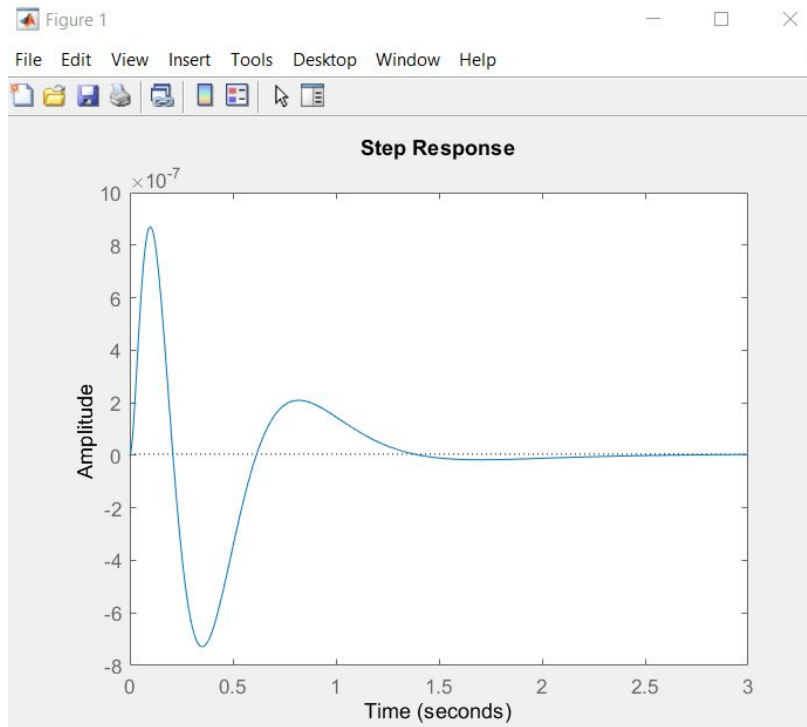 Figure 1
File Edit View Insert Tools Desktop Window Help
Step Response
×10⁻⁷
10
8
6
4
2
0
-2
-4
-6
-8
Amplitude
0 0.5 1 1.5 2 2.5 3
Time (seconds)